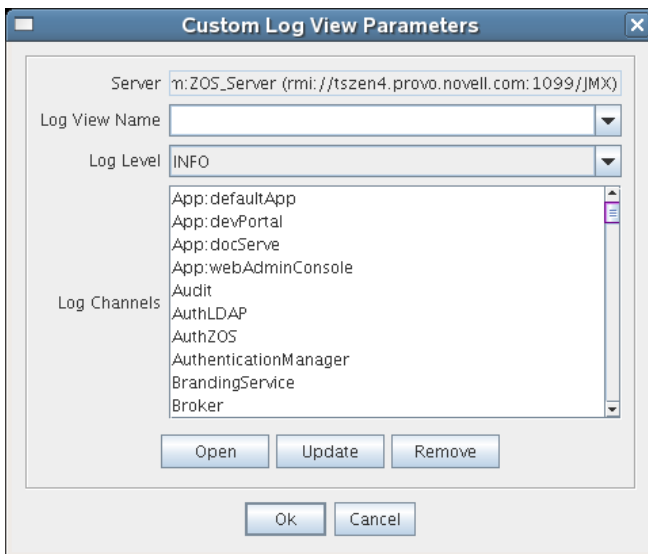 Custom Log View Parameters
Server m:ZOS_Server (rmi://tszen4.provo.novell.com:1099/JMX)
Log View Name
Log Level INFO
Log Channels
App:defaultApp
App:devPortal
App:docServe
App:webAdminConsole
Audit
AuthLDAP
AuthZOS
AuthenticationManager
BrandingService
Broker
Open Update Remove
Ok Cancel